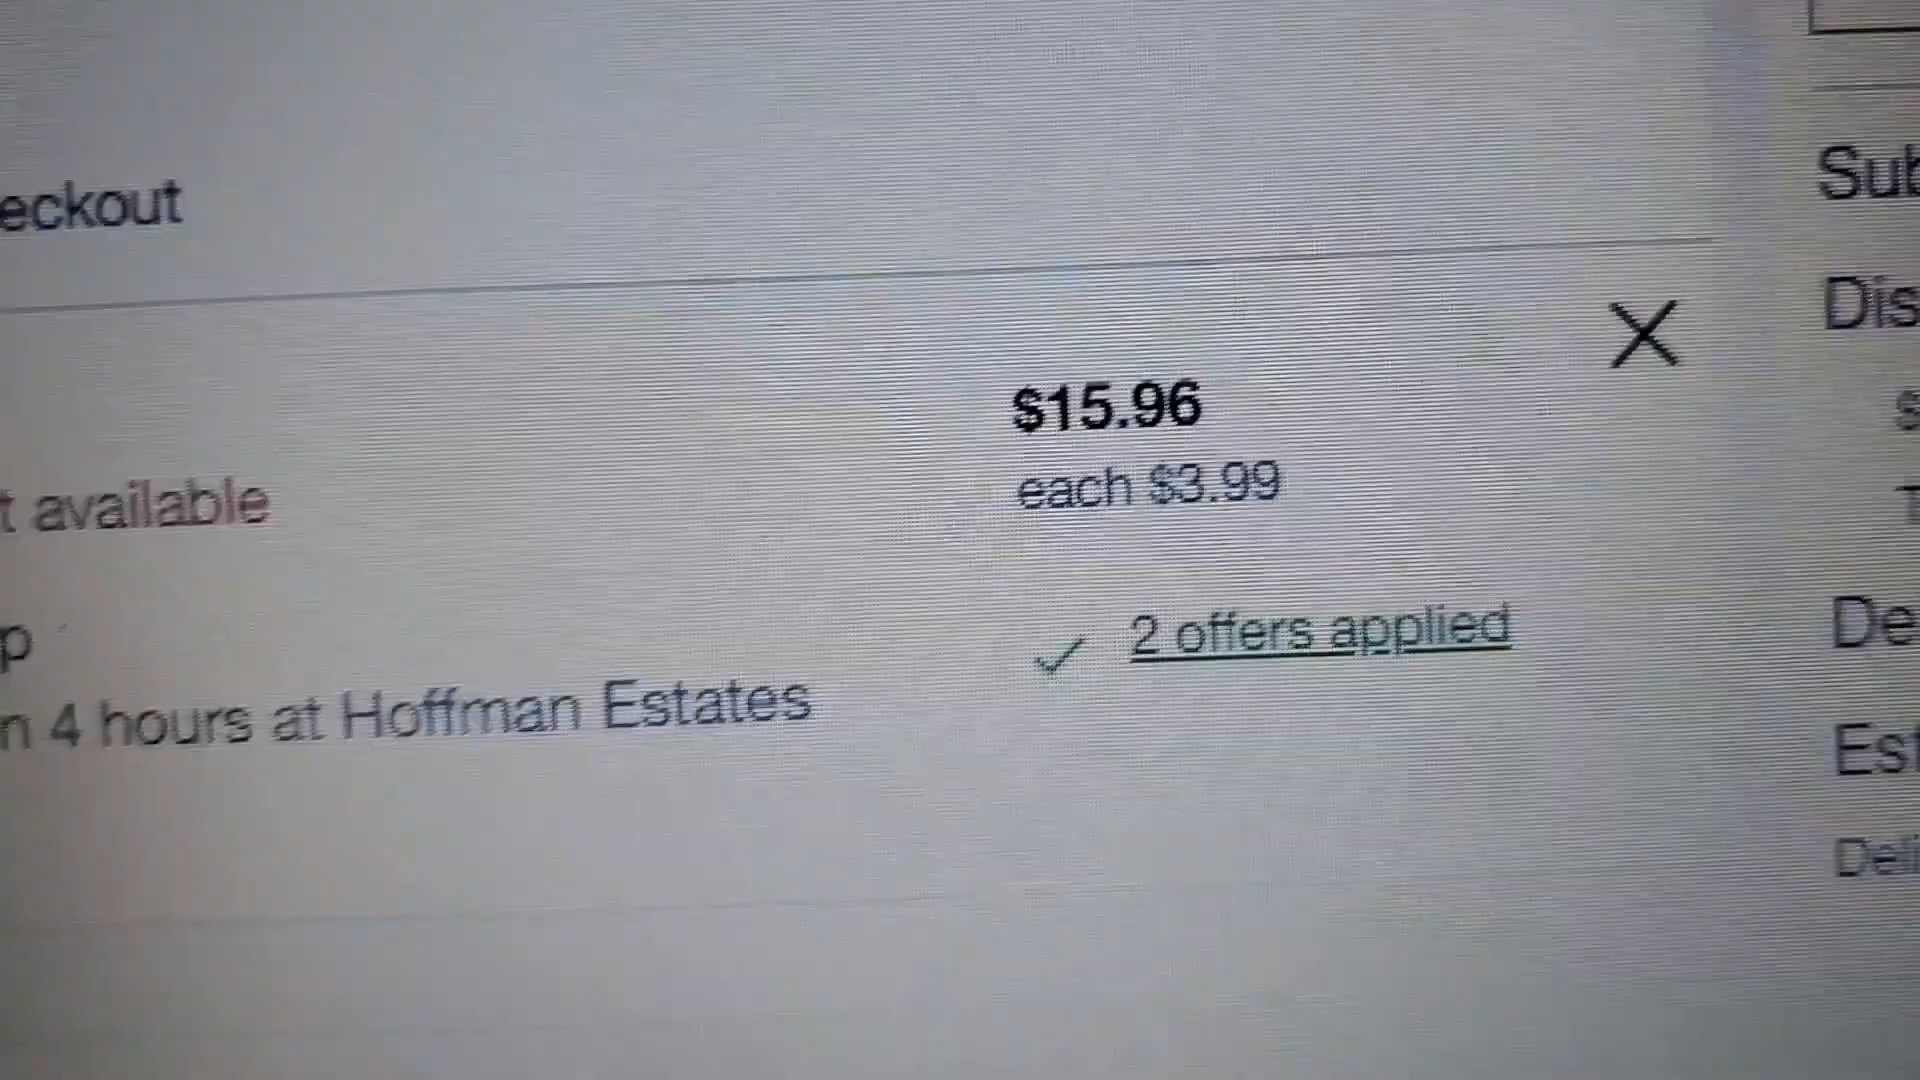 eckout
$15.96
each $3.99
t available
2 offers applied
p
n 4 hours at Hoffman Estates
Sub
Dis
s
T
De
Est
Deli